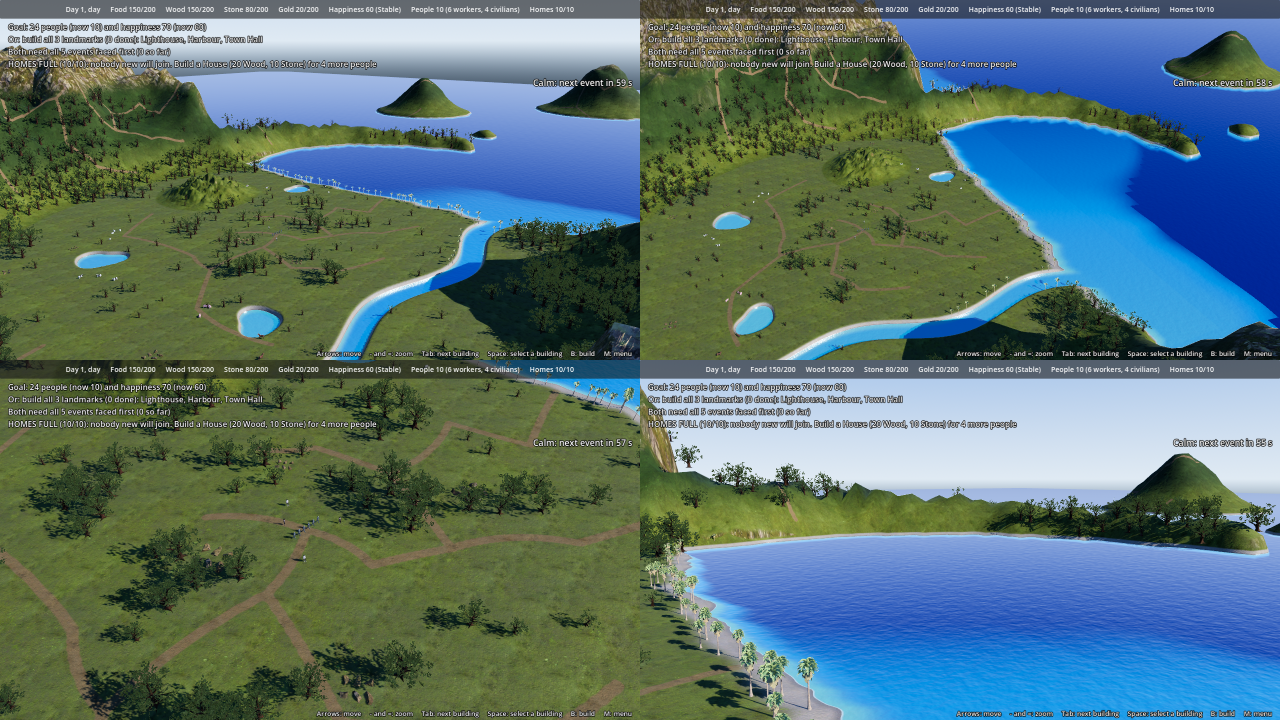 Day 1, day Food 150/200 Wood 150/200 Stone 80/200 Gold 20/200 Happiness 60 (Stable) People 10 (6 workers, 4 civilians) Homes 10/10
Goal: 24 people (now 10) and happiness 70 (now 60)
Or: build all 3 landmarks (0 done): Lighthouse, Harbour, Town Hall
Both need all 5 events faced first (0 so far)
HOMES FULL (10/10): nobody new will join. Build a House (20 Wood, 10 Stone) for 4 more people
Calm: next event in 59 s
Arrows: move - and =: zoom Tab: next building Space: select a building B: build M: menu
Day 1, day Food 150/200 Wood 150/200 Stone 80/200 Gold 20/200 Happiness 60 (Stable) People 10 (6 workers, 4 civilians) Homes 10/10
Goal: 24 people (now 10) and happiness 70 (now 60)
Or: build all 3 landmarks (0 done): Lighthouse, Harbour, Town Hall
Both need all 5 events faced first (0 so far)
HOMES FULL (10/10): nobody new will join. Build a House (20 Wood, 10 Stone) for 4 more people
Calm: next event in 58 s
Arrows: move - and =: zoom Tab: next building Space: select a building B: build M: menu
Day 1, day Food 150/200 Wood 150/200 Stone 80/200 Gold 20/200 Happiness 60 (Stable) People 10 (6 workers, 4 civilians) Homes 10/10
Goal: 24 people (now 10) and happiness 70 (now 60)
Or: build all 3 landmarks (0 done): Lighthouse, Harbour, Town Hall
Both need all 5 events faced first (0 so far)
HOMES FULL (10/10): nobody new will join. Build a House (20 Wood, 10 Stone) for 4 more people
Calm: next event in 57 s
Arrows: move - and =: zoom Tab: next building Space: select a building B: build M: menu
Day 1, day Food 150/200 Wood 150/200 Stone 80/200 Gold 20/200 Happiness 60 (Stable) People 10 (6 workers, 4 civilians) Homes 10/10
Goal: 24 people (now 10) and happiness 70 (now 60)
Or: build all 3 landmarks (0 done): Lighthouse, Harbour, Town Hall
Both need all 5 events faced first (0 so far)
HOMES FULL (10/10): nobody new will join. Build a House (20 Wood, 10 Stone) for 4 more people
Calm: next event in 55 s
Arrows: move - and =: zoom Tab: next building Space: select a building B: build M: menu